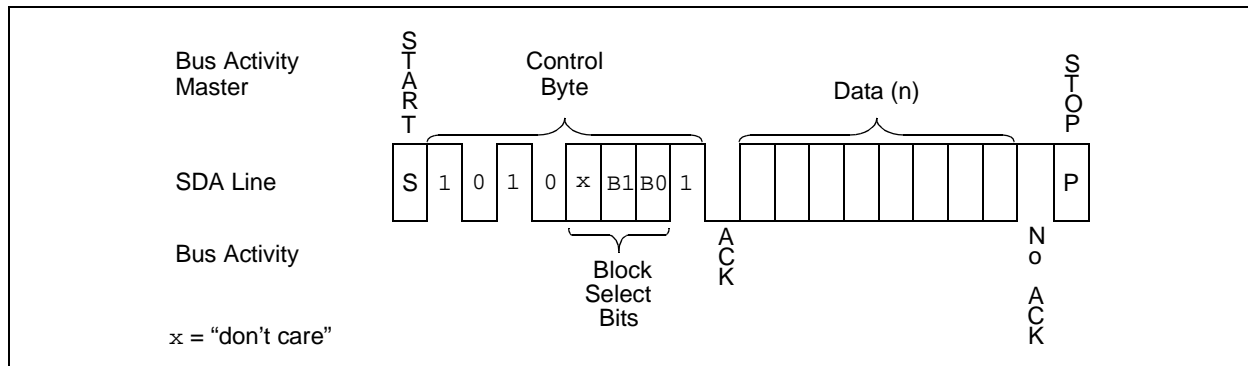 Bus Activity
Master
START
Control
Byte
Data (n)
STOP
SDA Line
S 1 0 1 0 x B1 B0 1 P
Bus Activity
ACK
No ACK
Block
Select
Bits
x = “don’t care”